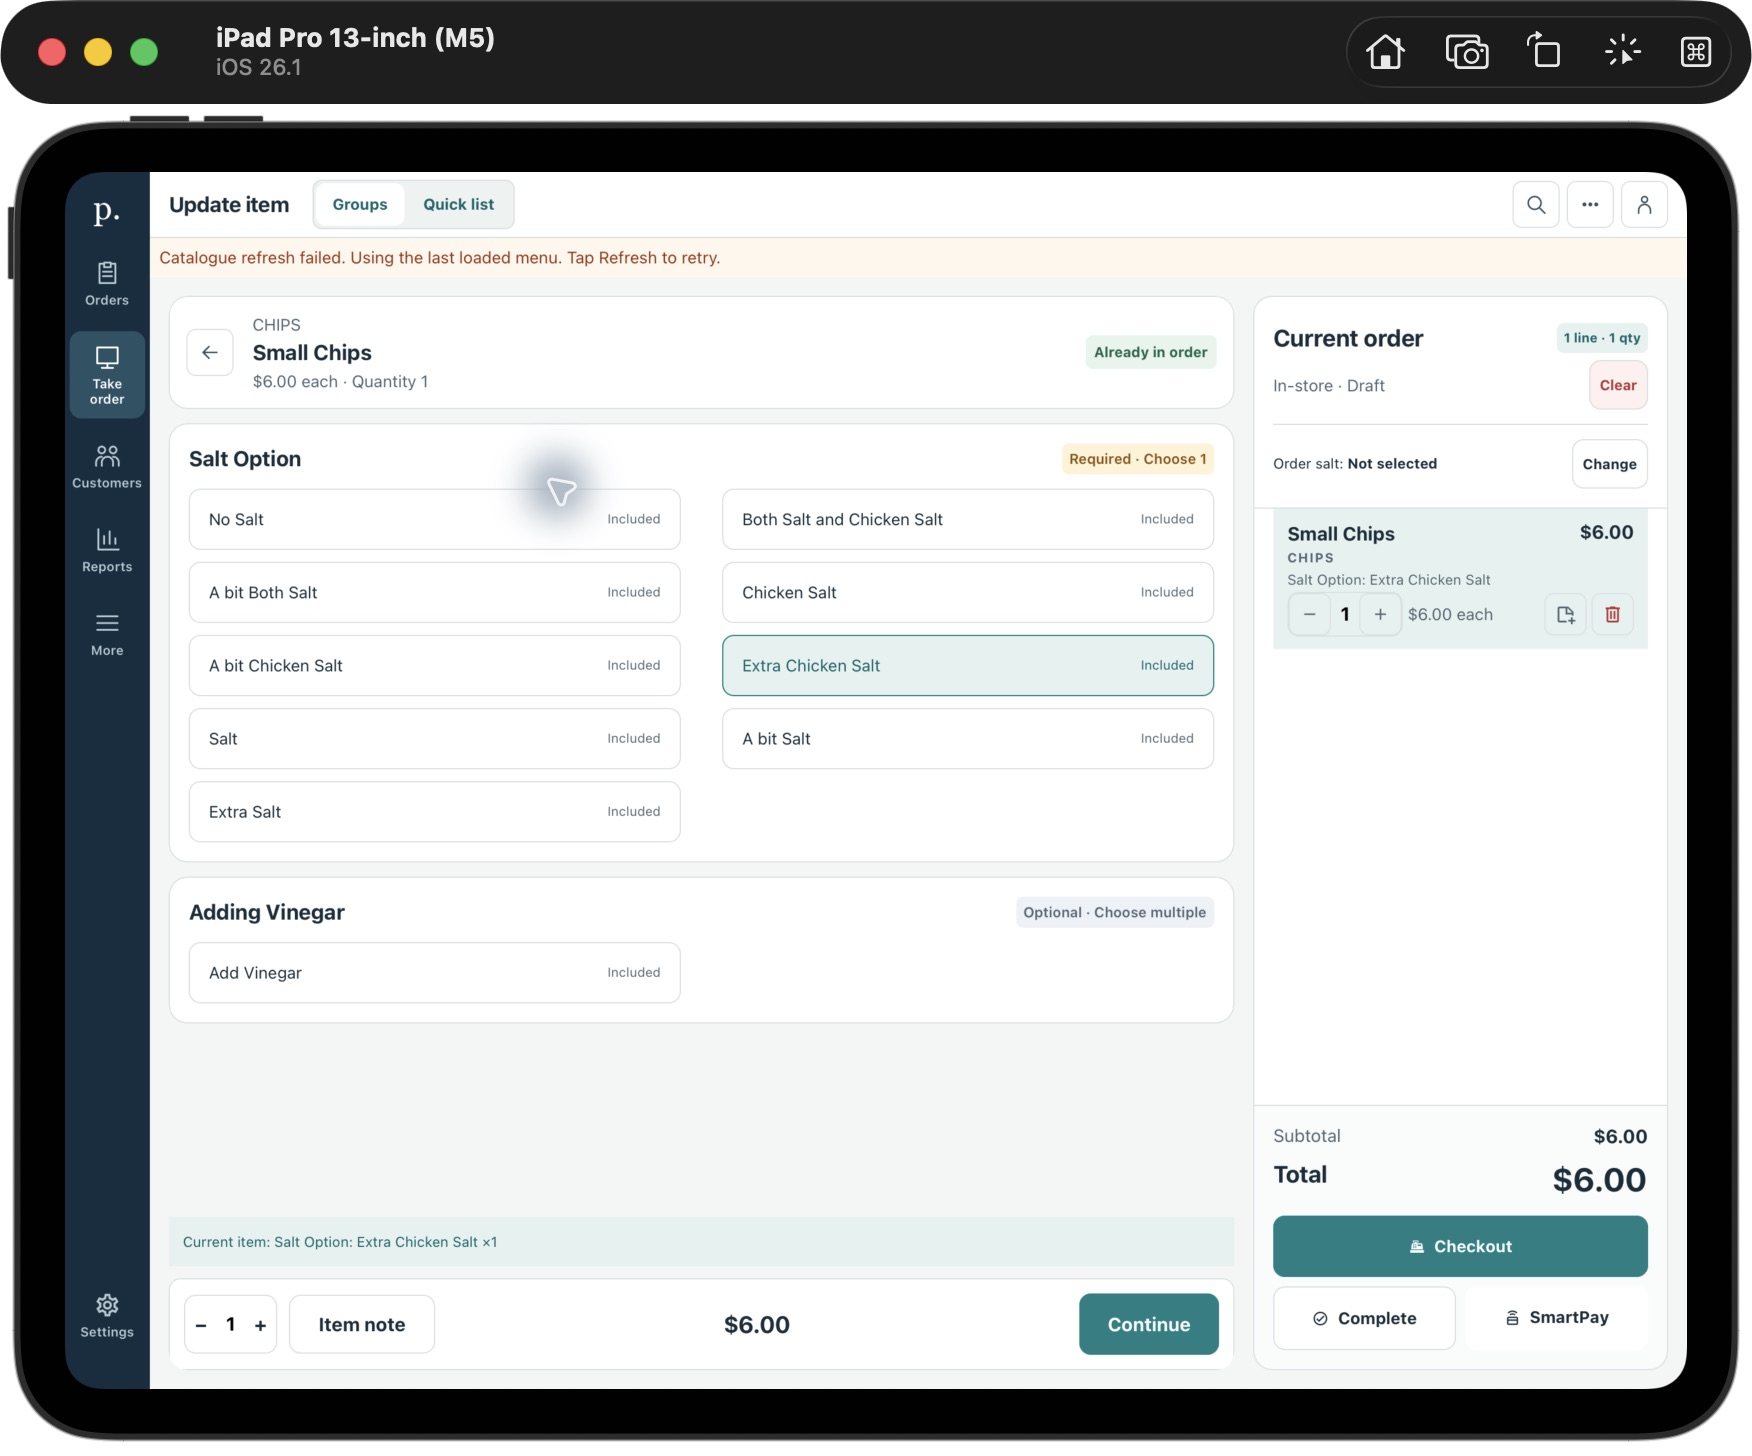 iPad Pro 13-inch (M5)
iOS 26.1
p.
Orders
Take
order
Customers
Reports
More
Settings
Update item
Groups
Quick list
Catalogue refresh failed. Using the last loaded menu. Tap Refresh to retry.
CHIPS
Small Chips
$6.00 each · Quantity 1
Already in order
Salt Option
Required · Choose 1
No Salt
Included
Both Salt and Chicken Salt
Included
A bit Both Salt
Included
Chicken Salt
Included
A bit Chicken Salt
Included
Extra Chicken Salt
Included
Salt
Included
A bit Salt
Included
Extra Salt
Included
Adding Vinegar
Optional · Choose multiple
Add Vinegar
Included
Current item: Salt Option: Extra Chicken Salt ×1
− 1 +
Item note
$6.00
Continue
Current order
1 line · 1 qty
In-store · Draft
Clear
Order salt: Not selected
Change
Small Chips
$6.00
CHIPS
Salt Option: Extra Chicken Salt
− 1 + $6.00 each
Subtotal
$6.00
Total
$6.00
Checkout
Complete
SmartPay